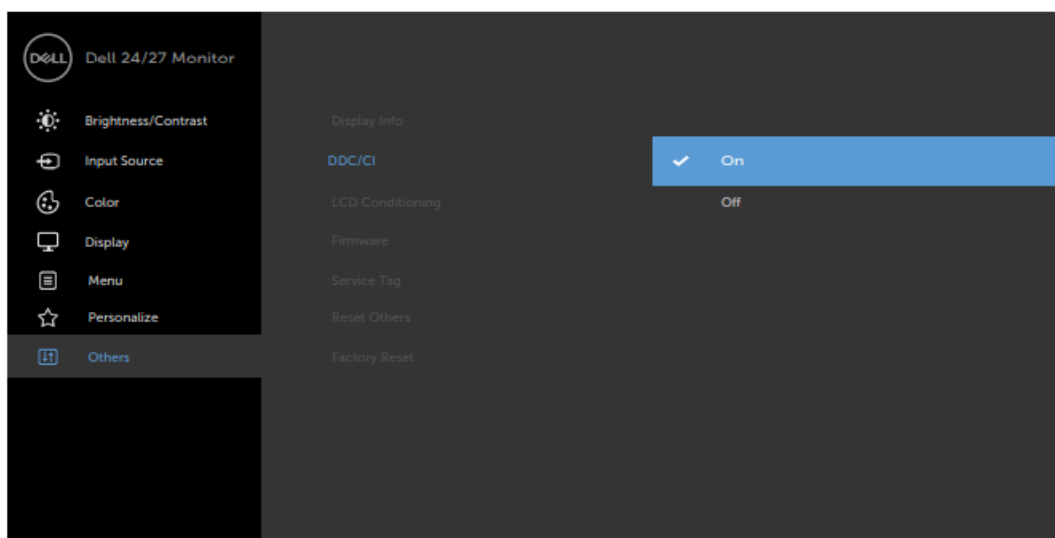 DELL Dell 24/27 Monitor
Brightness/Contrast
Input Source
Color
Display
Menu
Personalize
Others
Display Info
DDC/CI
LCD Conditioning
Firmware
Service Tag
Reset Others
Factory Reset
On
Off